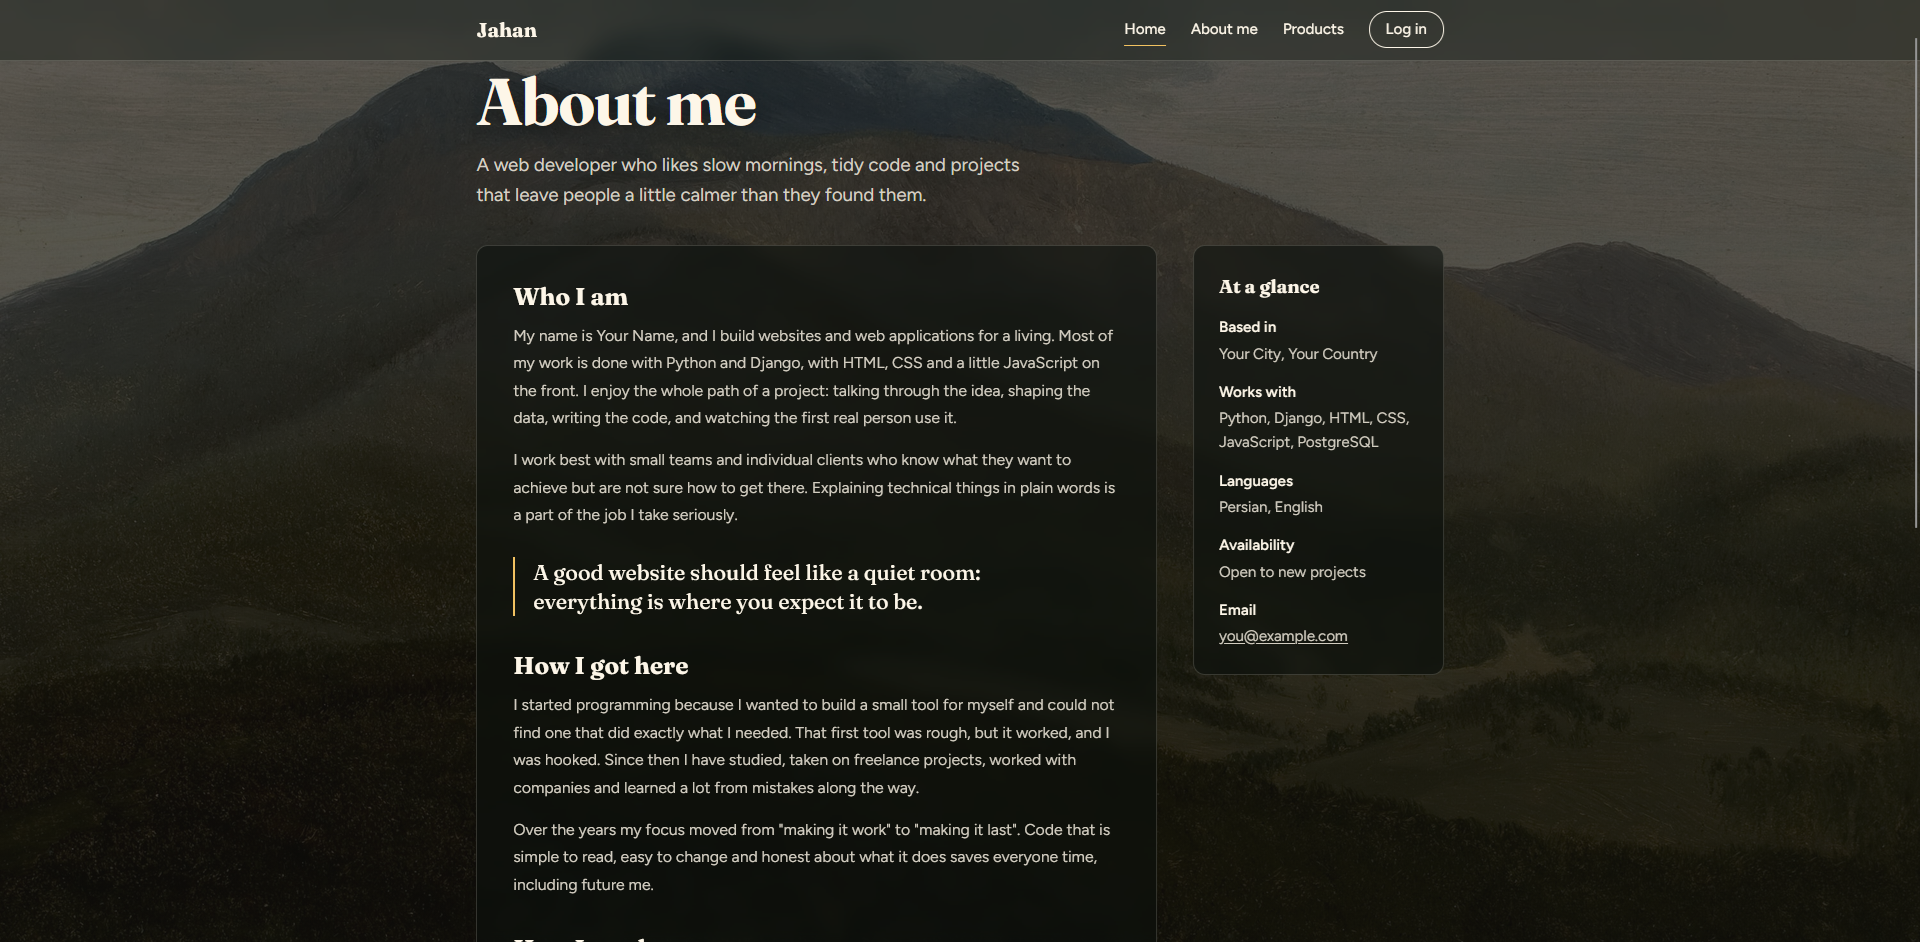 Jahan
Home
About me
Products
Log in
About me
A web developer who likes slow mornings, tidy code and projects
that leave people a little calmer than they found them.
Who I am
My name is Your Name, and I build websites and web applications for a living. Most of
my work is done with Python and Django, with HTML, CSS and a little JavaScript on
the front. I enjoy the whole path of a project: talking through the idea, shaping the
data, writing the code, and watching the first real person use it.
I work best with small teams and individual clients who know what they want to
achieve but are not sure how to get there. Explaining technical things in plain words is
a part of the job I take seriously.
A good website should feel like a quiet room:
everything is where you expect it to be.
How I got here
I started programming because I wanted to build a small tool for myself and could not
find one that did exactly what I needed. That first tool was rough, but it worked, and I
was hooked. Since then I have studied, taken on freelance projects, worked with
companies and learned a lot from mistakes along the way.
Over the years my focus moved from "making it work" to "making it last". Code that is
simple to read, easy to change and honest about what it does saves everyone time,
including future me.
At a glance
Based in
Your City, Your Country
Works with
Python, Django, HTML, CSS,
JavaScript, PostgreSQL
Languages
Persian, English
Availability
Open to new projects
Email
you@example.com